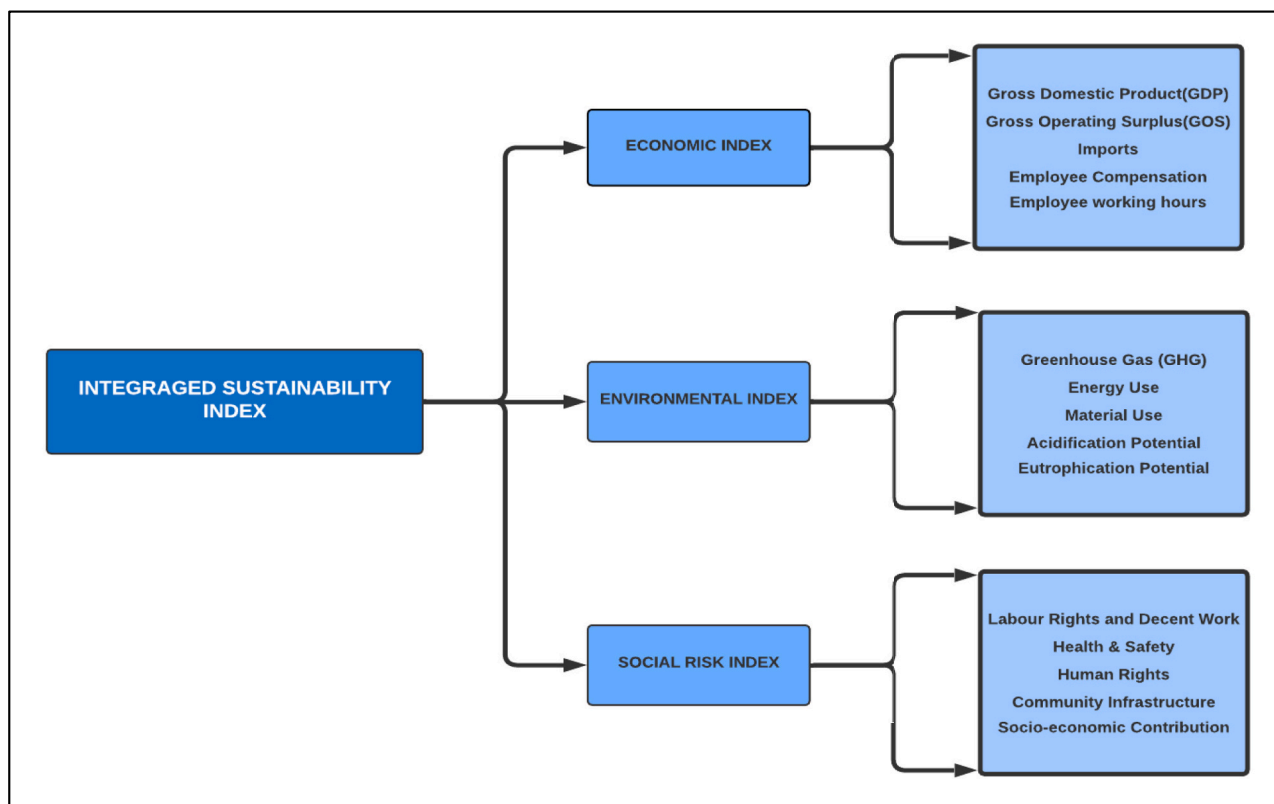 INTEGRAGED SUSTAINABILITY
INDEX
ECONOMIC INDEX
Gross Domestic Product(GDP)
Gross Operating Surplus(GOS)
Imports
Employee Compensation
Employee working hours
ENVIRONMENTAL INDEX
Greenhouse Gas (GHG)
Energy Use
Material Use
Acidification Potential
Eutrophication Potential
SOCIAL RISK INDEX
Labour Rights and Decent Work
Health & Safety
Human Rights
Community Infrastructure
Socio-economic Contribution